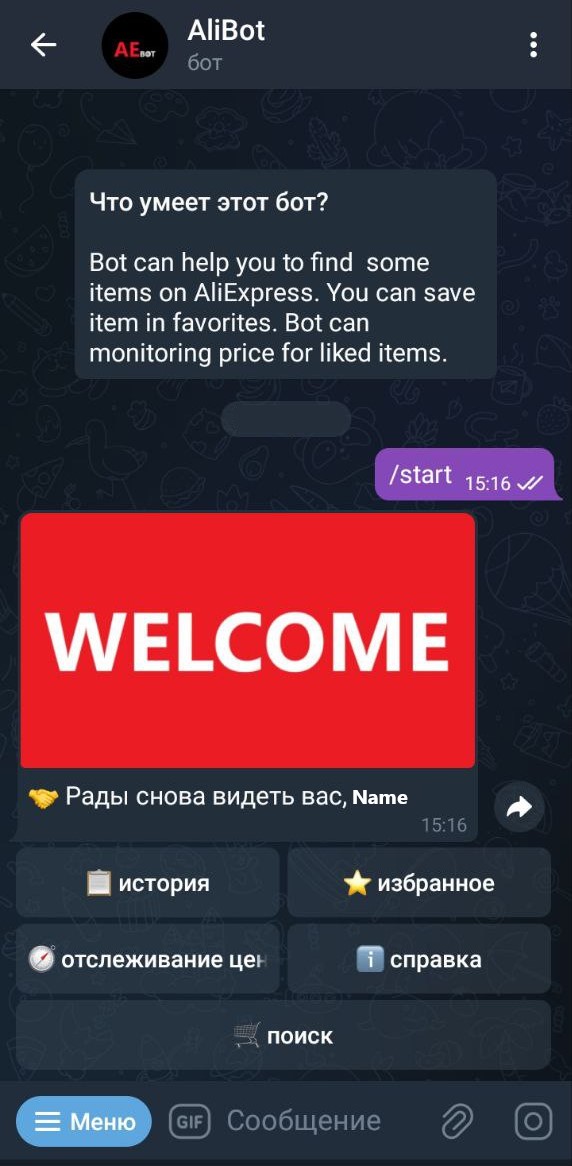 AliBot
AE BOT
бот
Что умеет этот бот?
Bot can help you to find  some
items on AliExpress. You can save
item in favorites. Bot can
monitoring price for liked items.
/start 15:16
WELCOME
🤝 Рады снова видеть вас, Name
15:16
история
избранное
отслеживание цен
справка
поиск
Меню GIF Сообщение